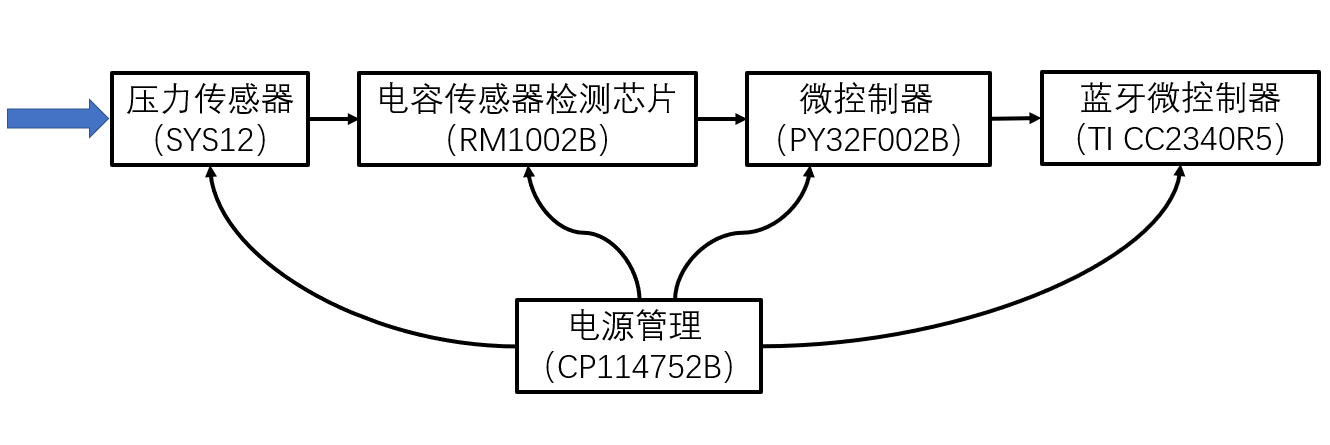 压力传感器
（SYS12）
电容传感器检测芯片
（RM1002B）
微控制器
（PY32F002B）
蓝牙微控制器
（TI CC2340R5）
电源管理
（CP114752B）